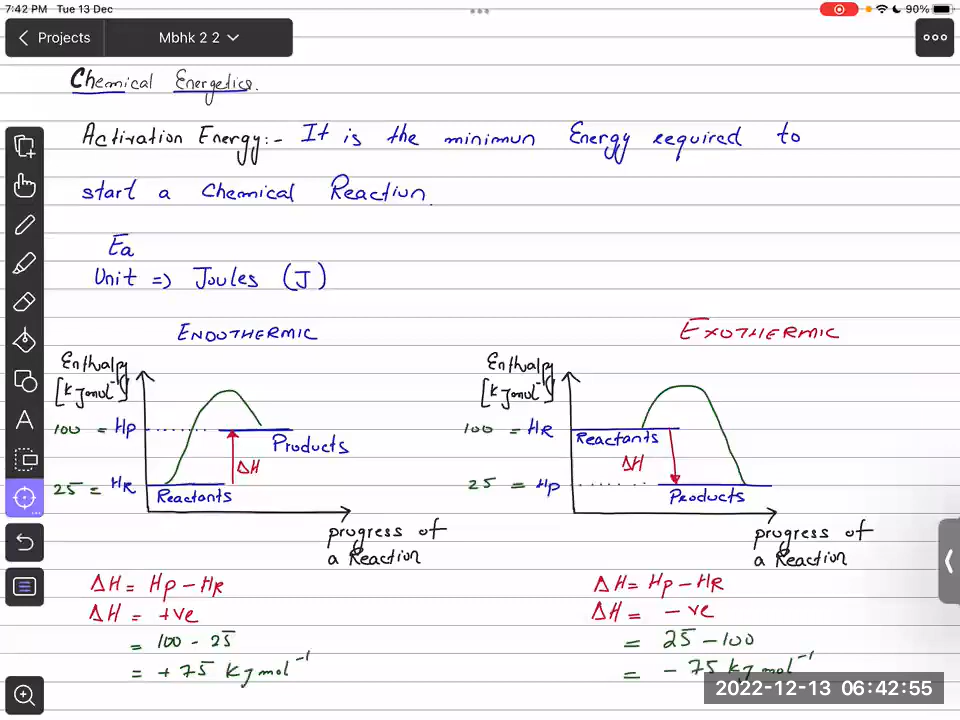 7:42 PM Tue 13 Dec
90%
Projects
Mbhk 2 2
Chemical Energetics.
Activation Energy:- It is the minimun Energy required to
start a Chemical Reaction.
Ea
Unit => Joules (J)
ENDOTHERMIC
Enthalpy
[KJmol⁻¹]
100 = Hp
Products
ΔH
25 = HR
Reactants
progress of
a Reaction
ΔH = Hp - HR
ΔH = +ve
= 100 - 25
= + 75 KJmol⁻¹
EXOTHERMIC
Enthalpy
[KJmol⁻¹]
100 = HR
Reactants
ΔH
25 = Hp
Products
progress of
a Reaction
ΔH = Hp - HR
ΔH = -ve
= 25 - 100
= - 75 kJ mol⁻¹
2022-12-13 06:42:55